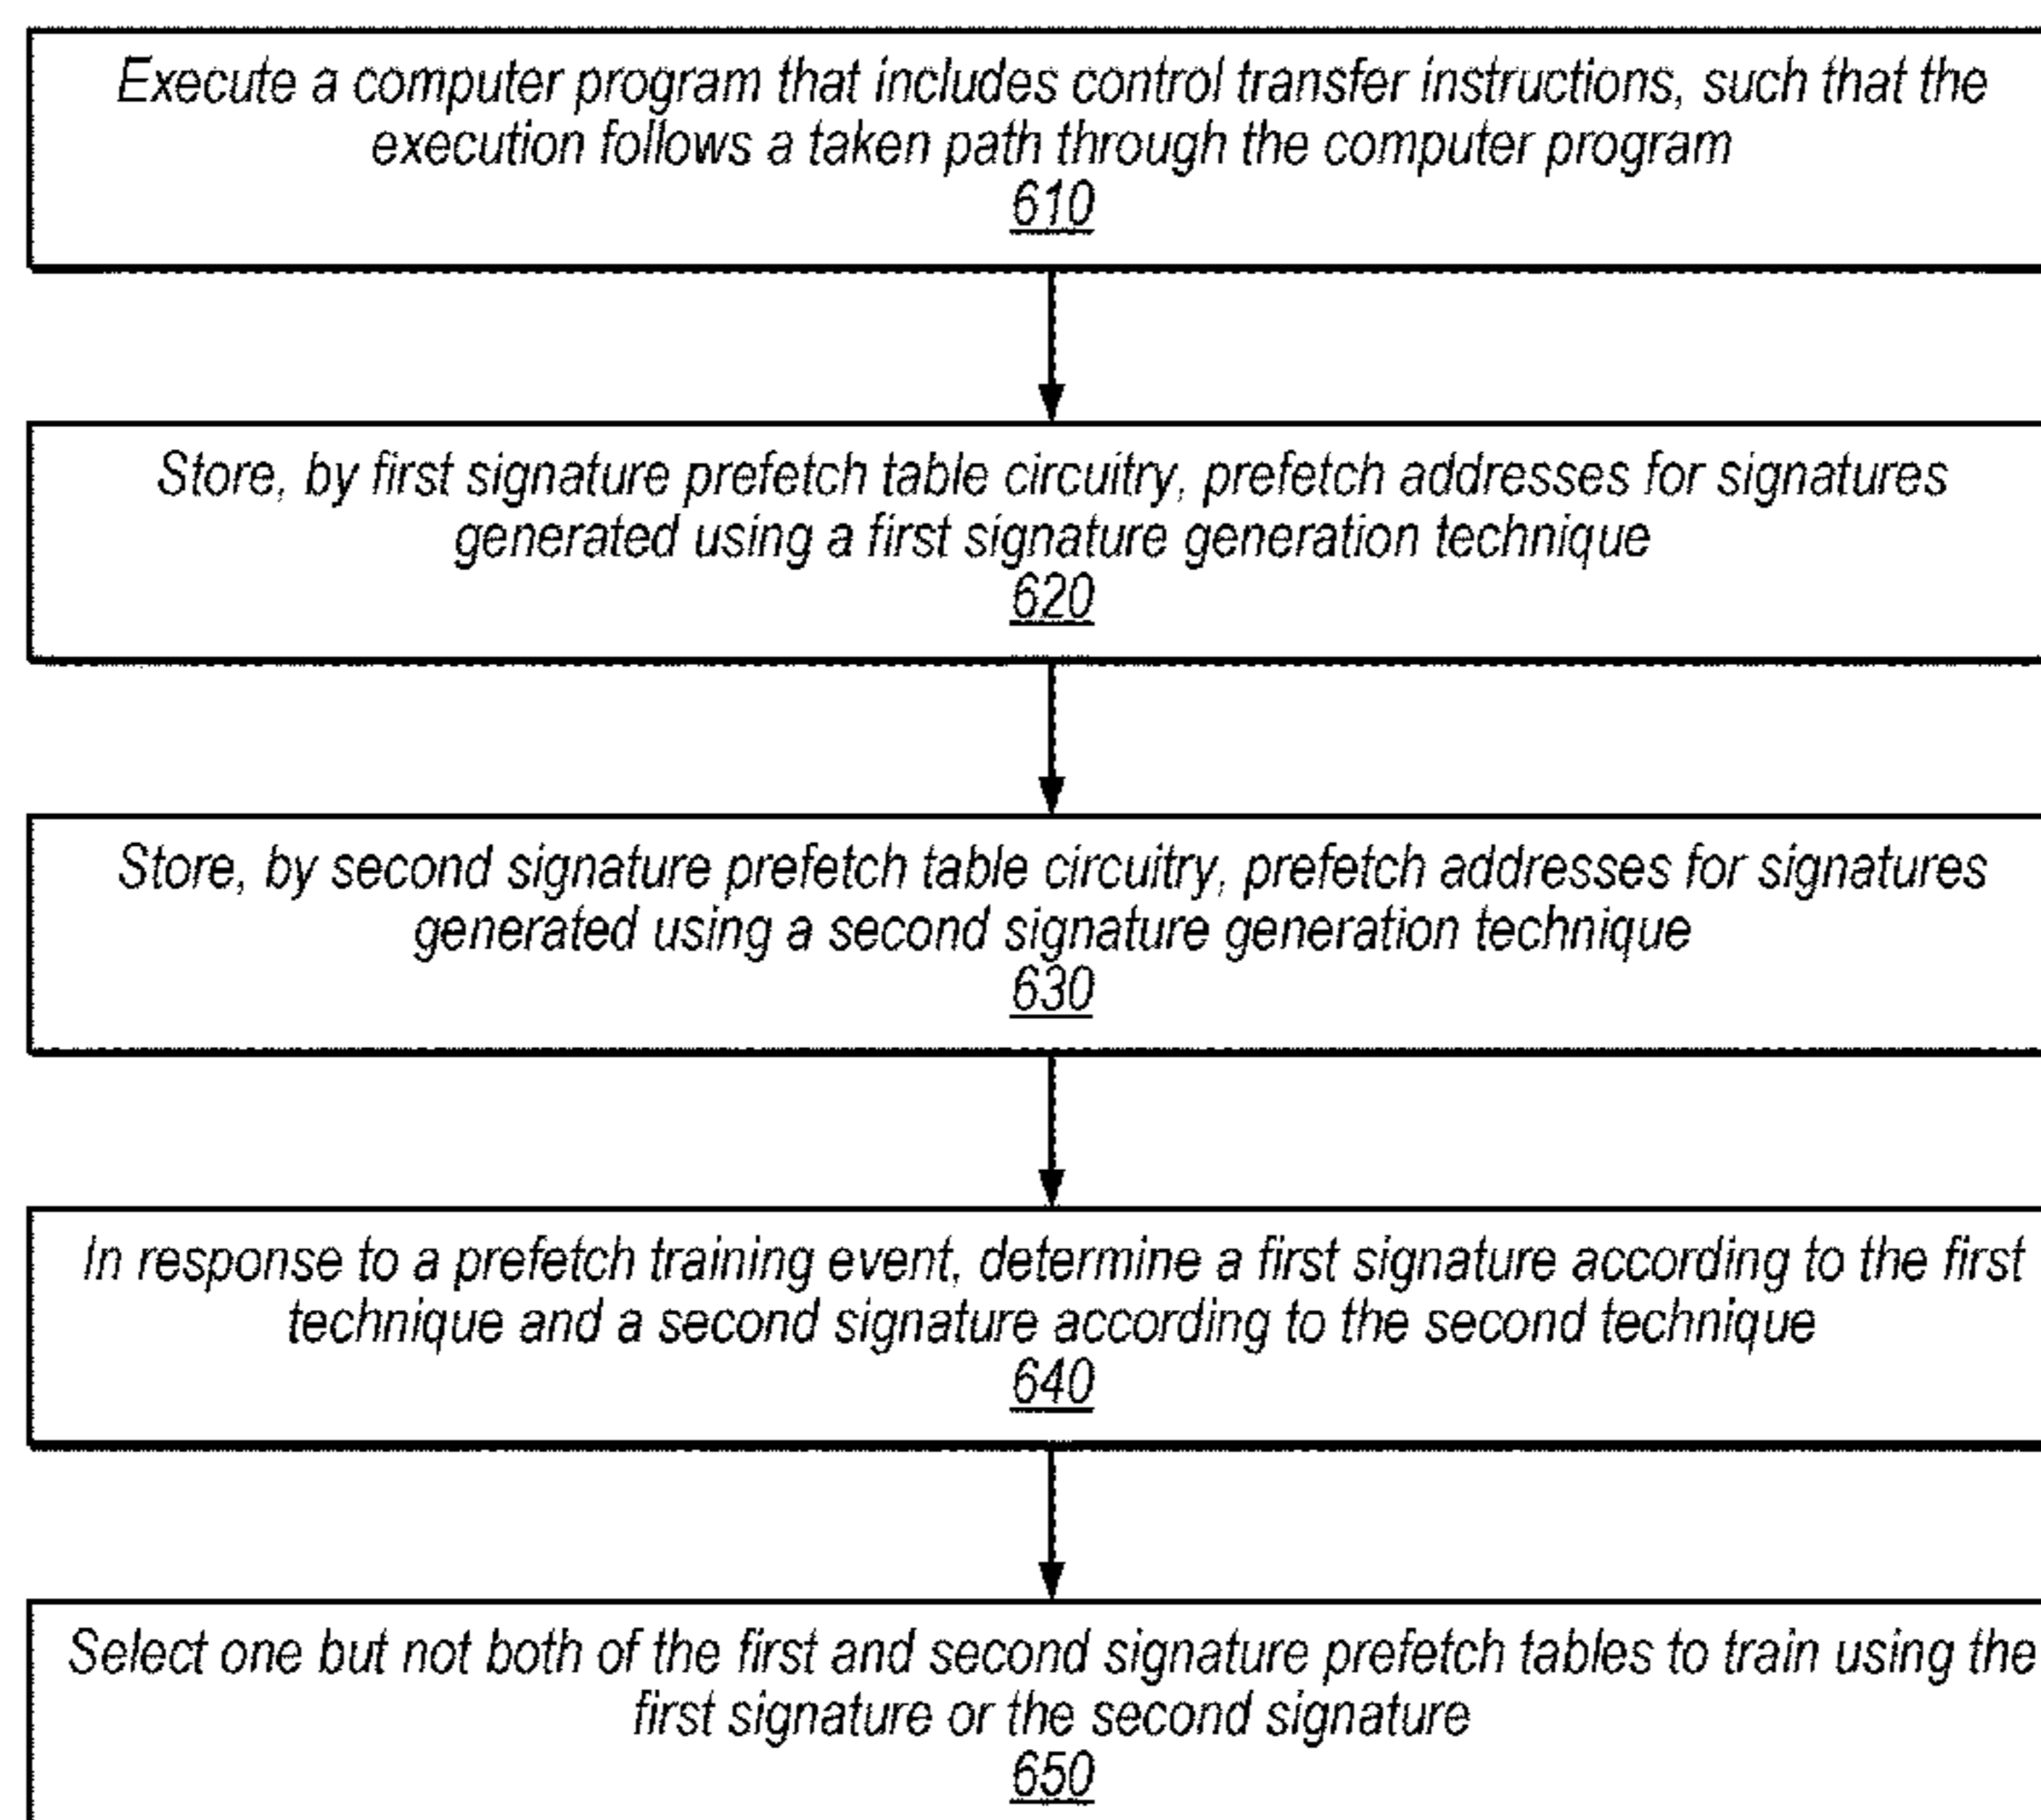 Execute a computer program that includes control transfer instructions, such that the
execution follows a taken path through the computer program
610
Store, by first signature prefetch table circuitry, prefetch addresses for signatures
generated using a first signature generation technique
620
Store, by second signature prefetch table circuitry, prefetch addresses for signatures
generated using a second signature generation technique
630
In response to a prefetch training event, determine a first signature according to the first
technique and a second signature according to the second technique
640
Select one but not both of the first and second signature prefetch tables to train using the
first signature or the second signature
650